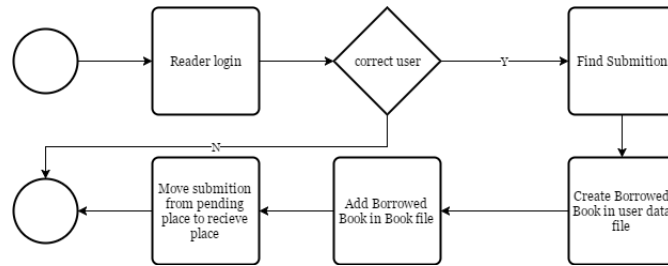 Reader login
correct user
Y
Find Submition
N
Move submition
from pending
place to recieve
place
Add Borrowed
Book in Book file
Create Borrowed
Book in user data
file